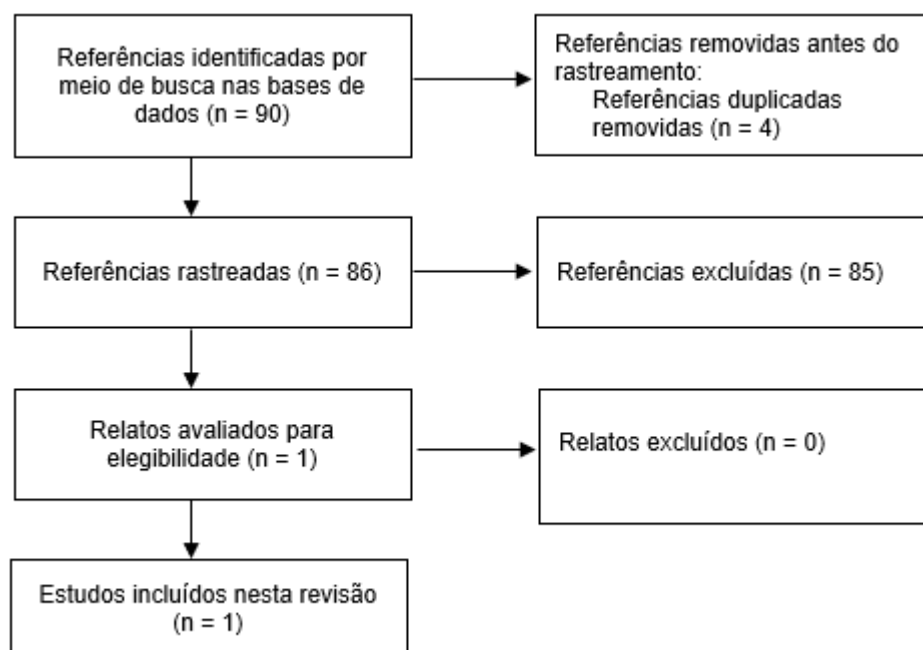 Referências identificadas por
meio de busca nas bases de
dados (n = 90)
Referências removidas antes do
rastreamento:
Referências duplicadas
removidas (n = 4)
Referências rastreadas (n = 86)
Referências excluídas (n = 85)
Relatos avaliados para
elegibilidade (n = 1)
Relatos excluídos (n = 0)
Estudos incluídos nesta revisão
(n = 1)